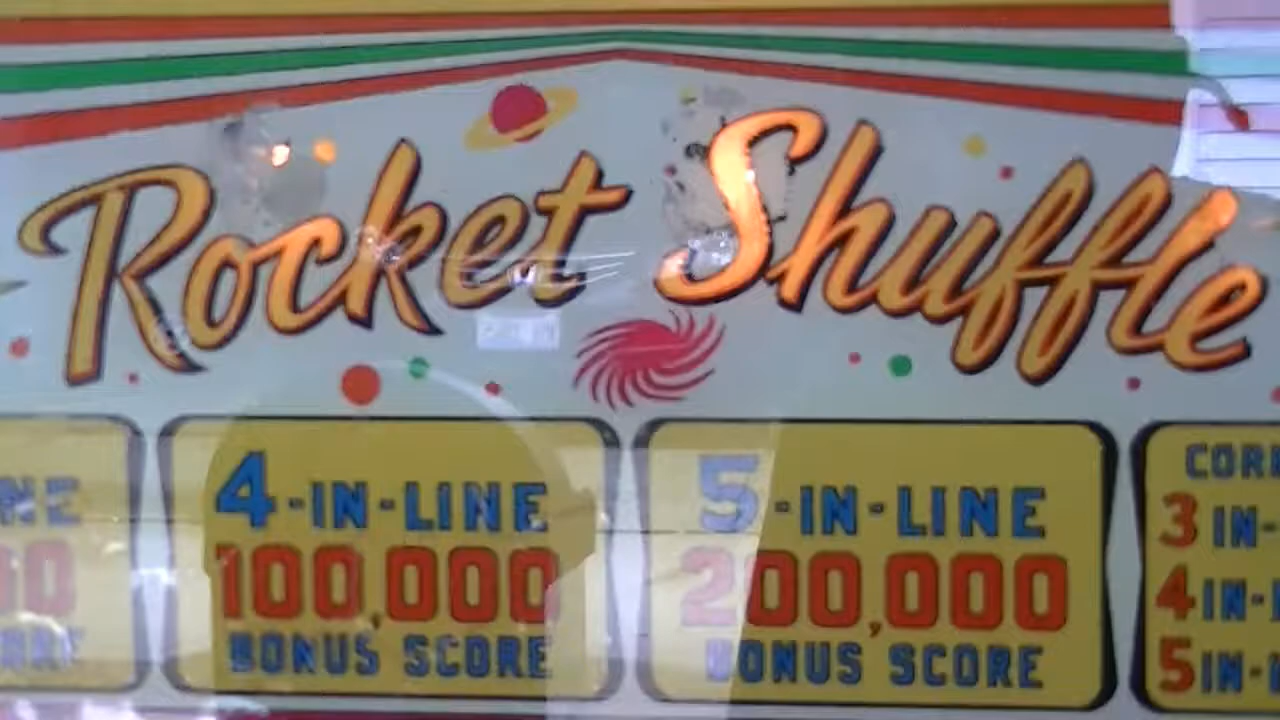 Rocket Shuffle
4-IN-LINE
100,000
BONUS SCORE
5-IN-LINE
200,000
BONUS SCORE
3 IN-
4 IN-
5 IN-